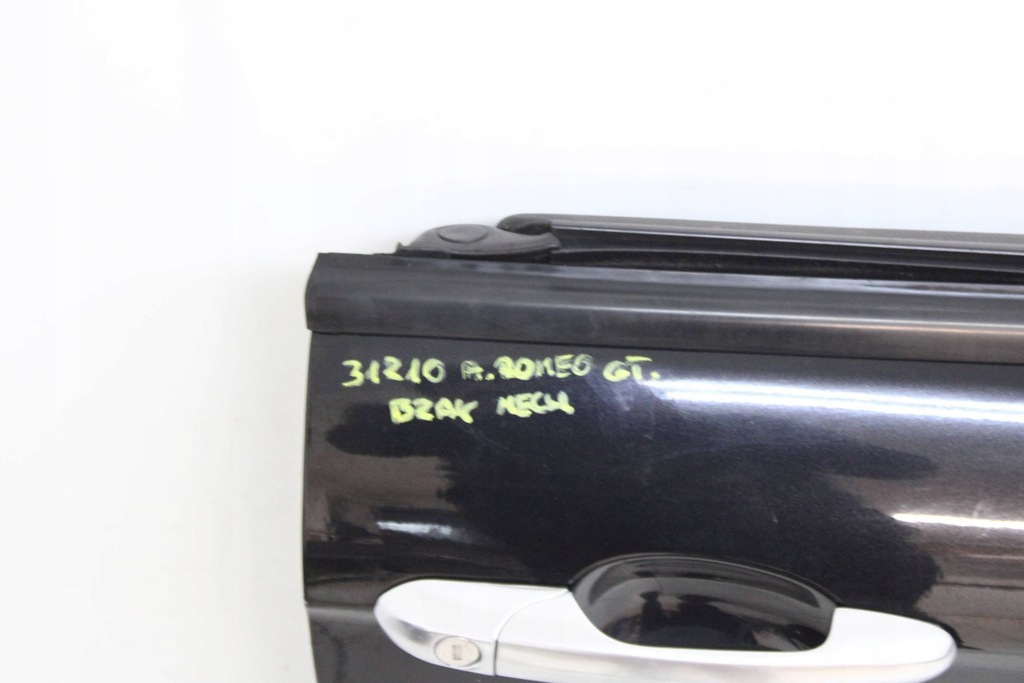 31210 A.ROMEO GT.
BRAK MECH